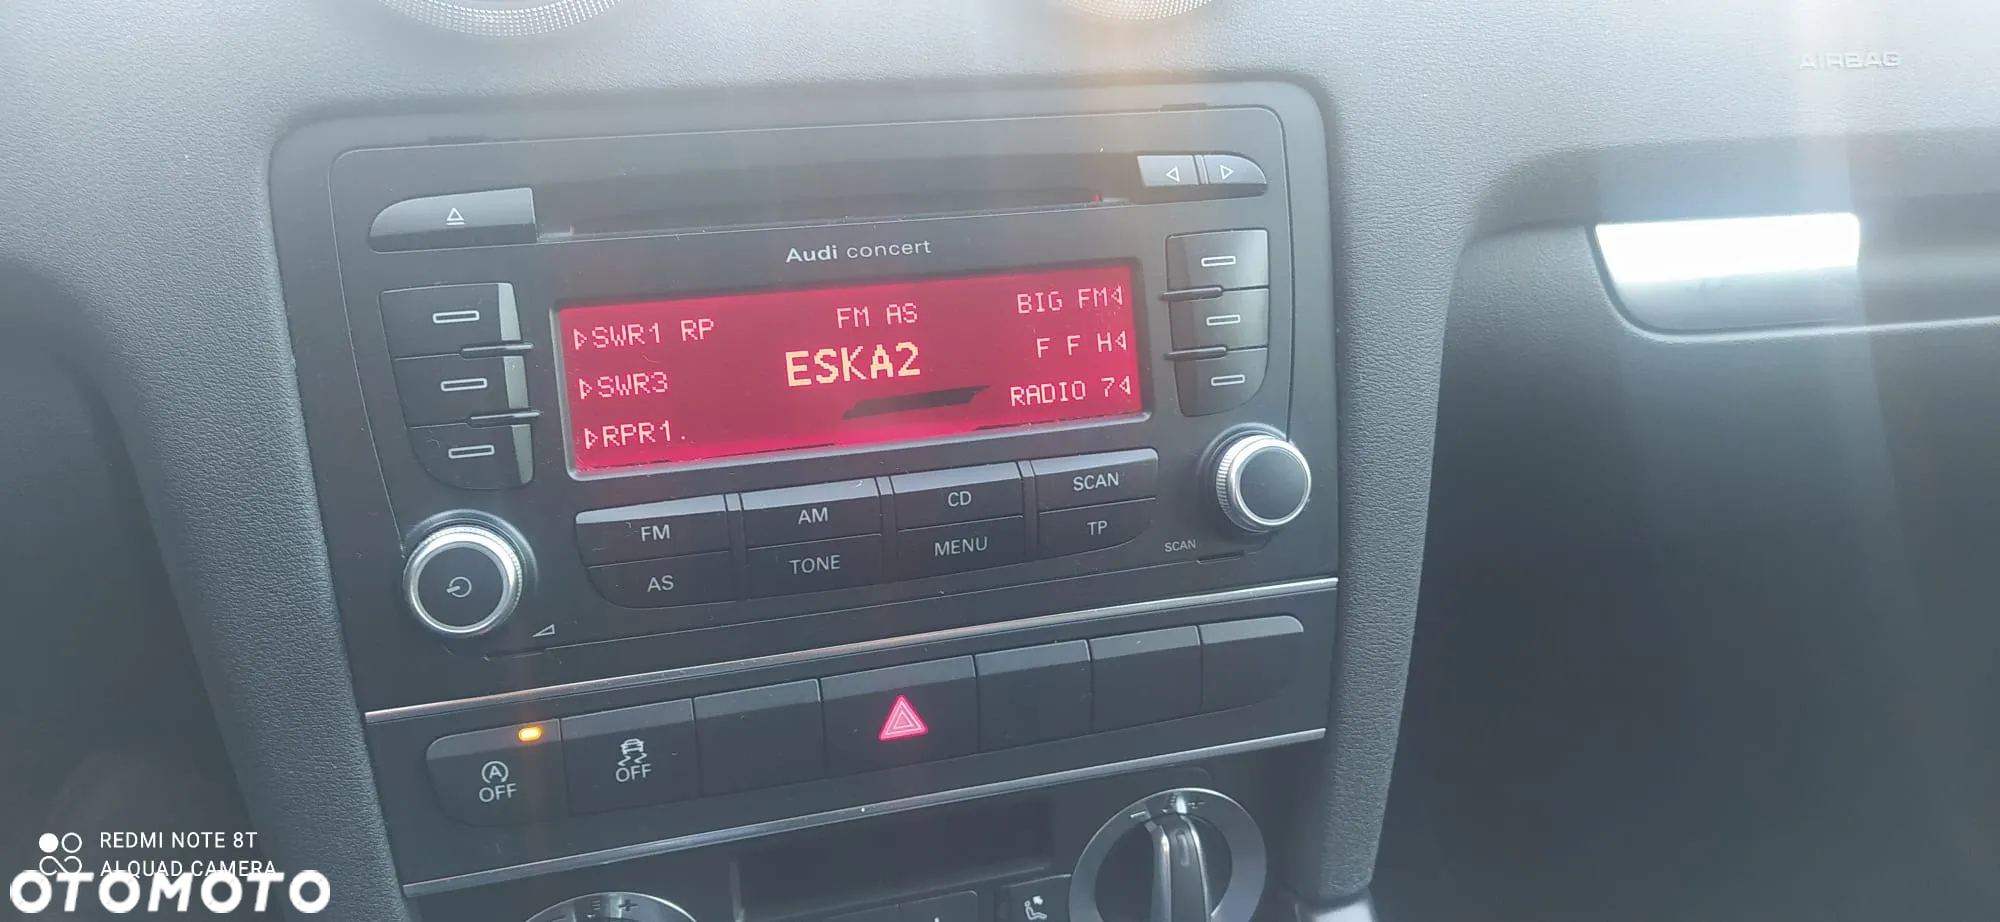 AIRBAG
Audi concert
SWR1 RP
FM AS
BIG FM
SWR3
ESKA2
F F H
RPR1.
RADIO 7
FM
AM
CD
SCAN
AS
TONE
MENU
TP
SCAN
A
OFF
OFF
REDMI NOTE 8T
AI QUAD CAMERA
OTOMOTO